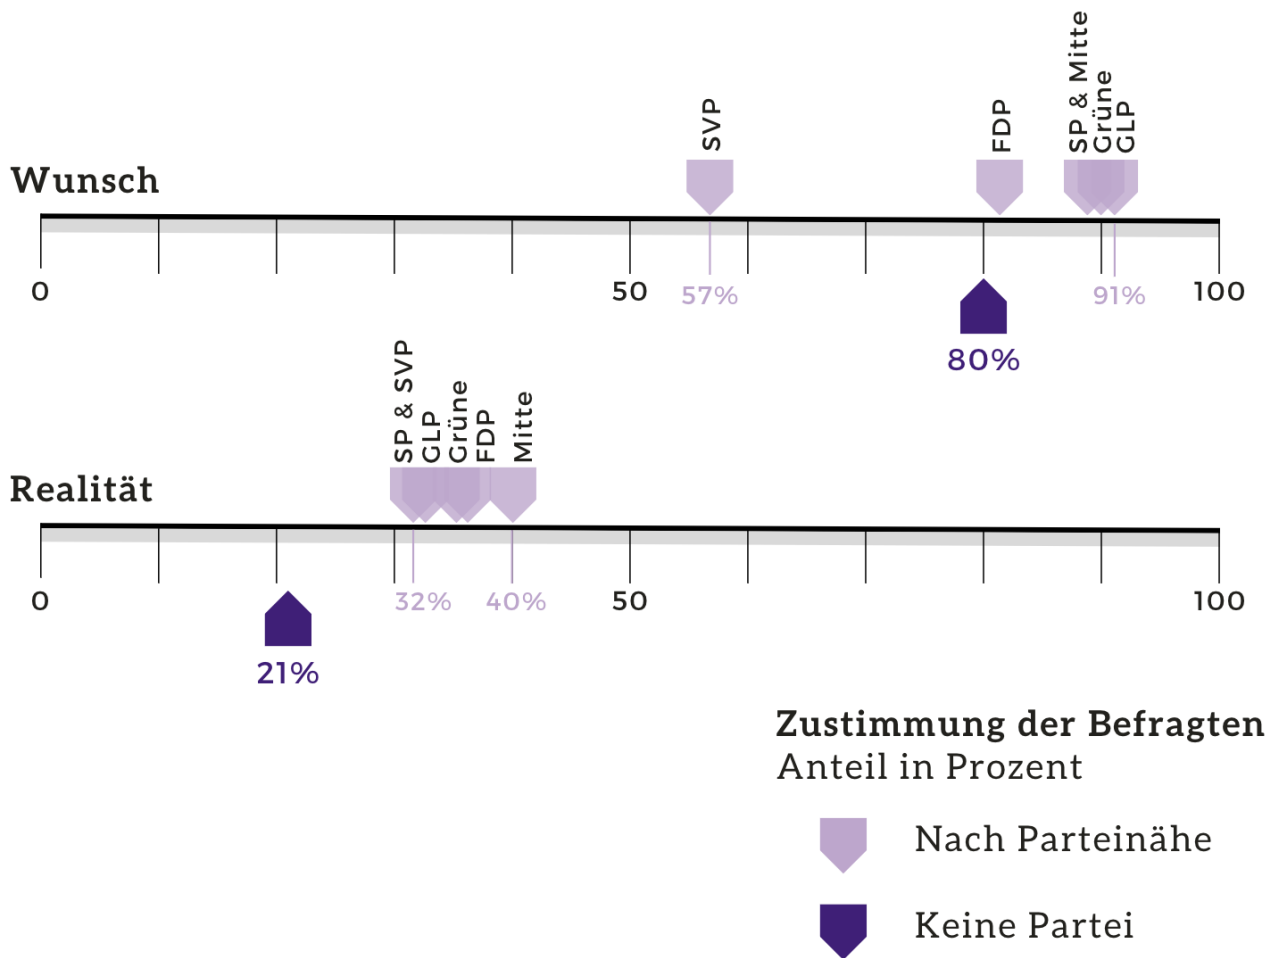 SVP
FDP
SP & Mitte
Grüne
GLP
Wunsch
0
50
57%
91%
100
80%
SP & SVP
GLP
Grüne
FDP
Mitte
Realität
0
32%
40%
50
100
21%
Zustimmung der Befragten
Anteil in Prozent
Nach Parteinähe
Keine Partei